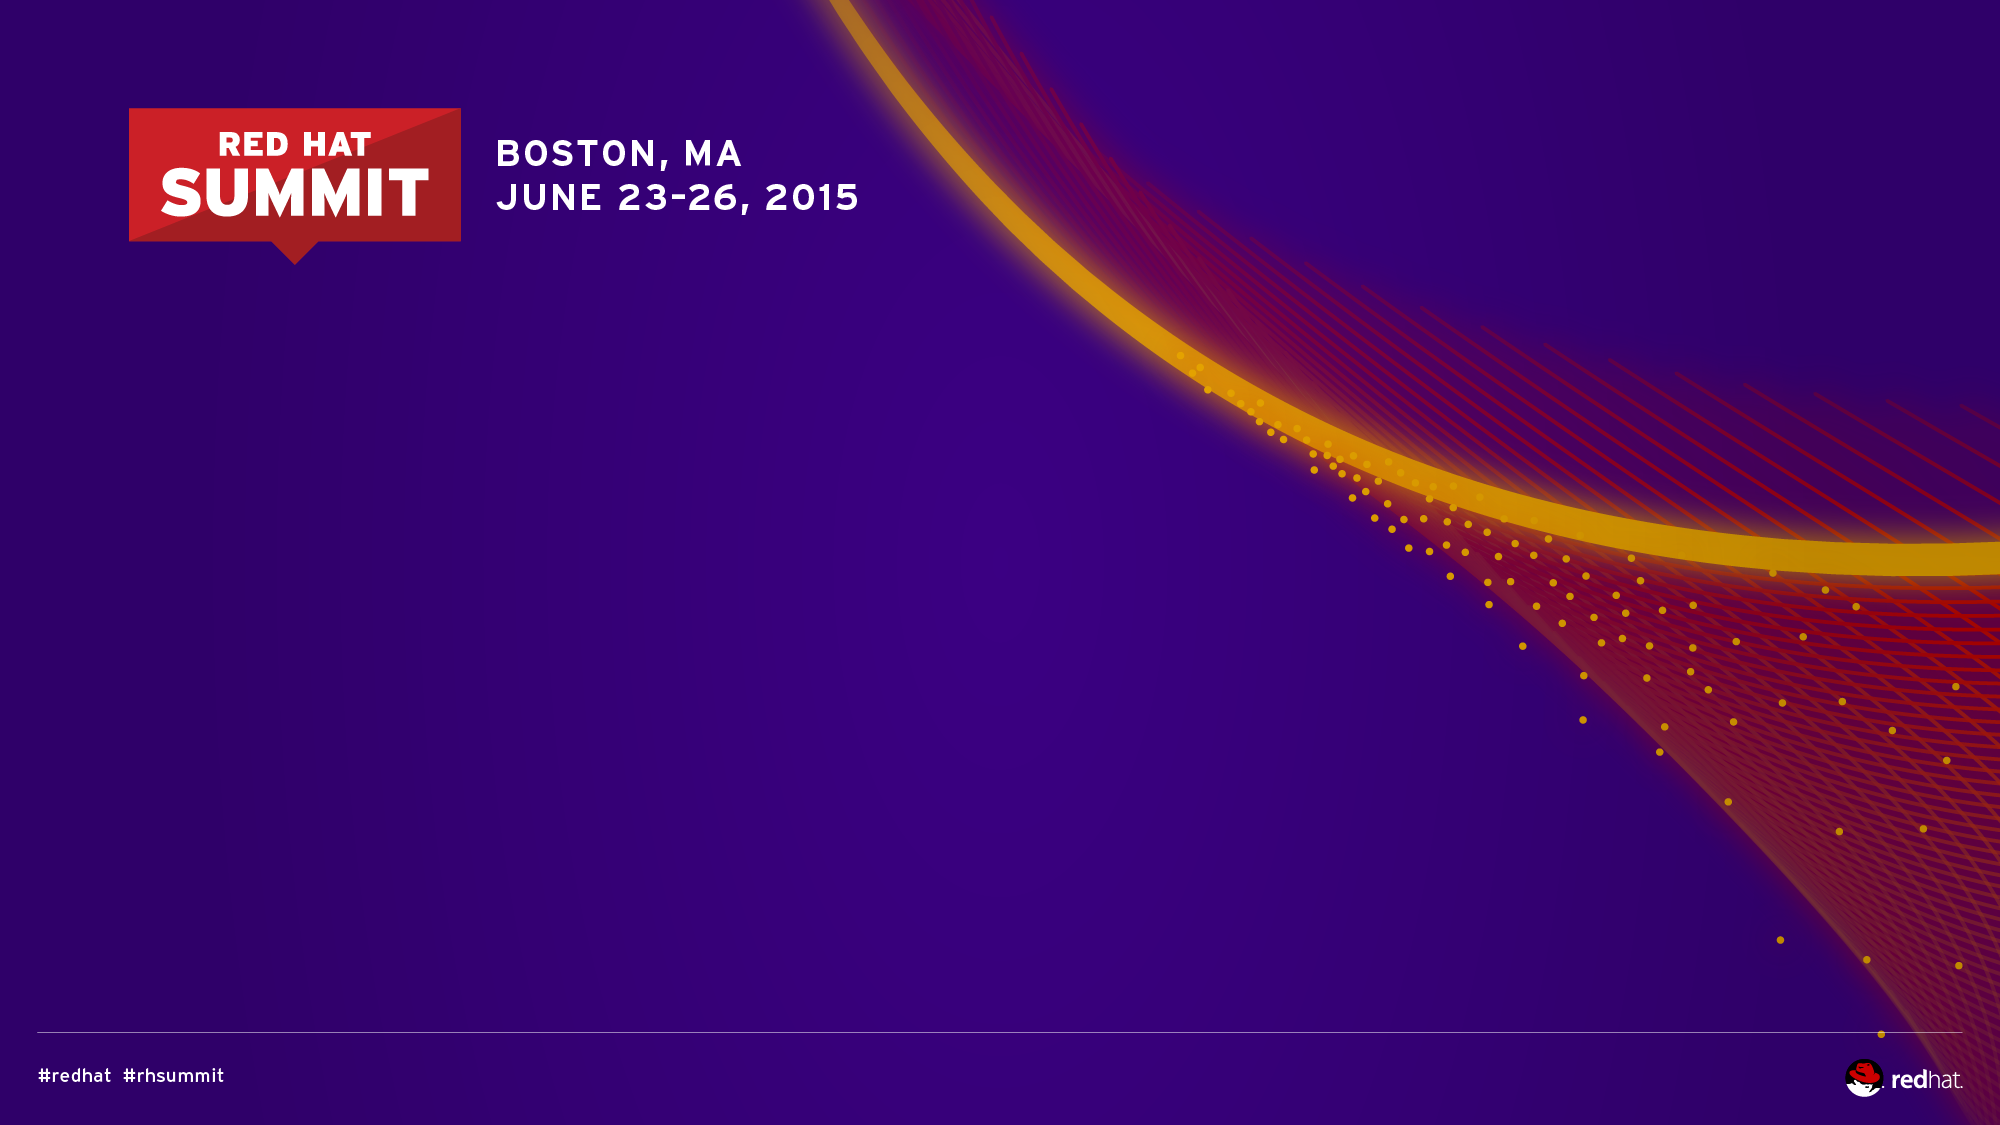 RED HAT
SUMMIT
BOSTON, MA
JUNE 23-26, 2015
#redhat #rhsummit
redhat.